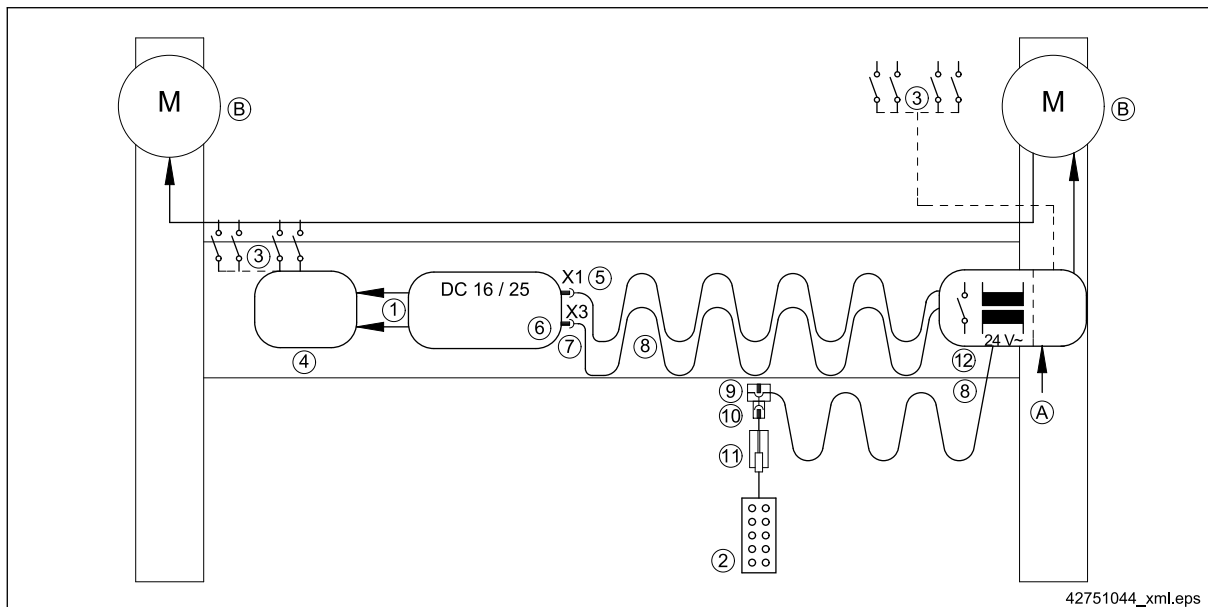 M
Ⓑ
③
M
Ⓑ
③
DC 16 / 25
X1 ⑤
①
⑥
X3
⑦
⑧
④
24 V~
⑫
⑧
Ⓐ
⑨
⑩
⑪
②
42751044_xml.eps